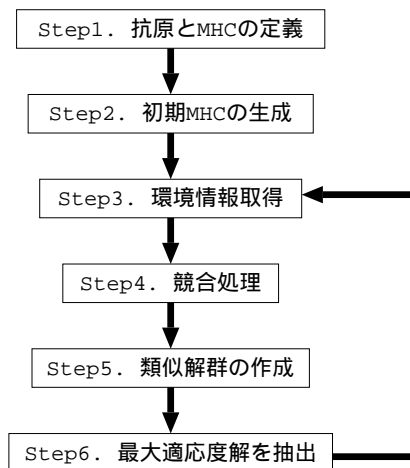 Step1. 抗原とMHCの定義
Step2. 初期MHCの生成
Step3. 環境情報取得
Step4. 競合処理
Step5. 類似解群の作成
Step6. 最大適応度解を抽出